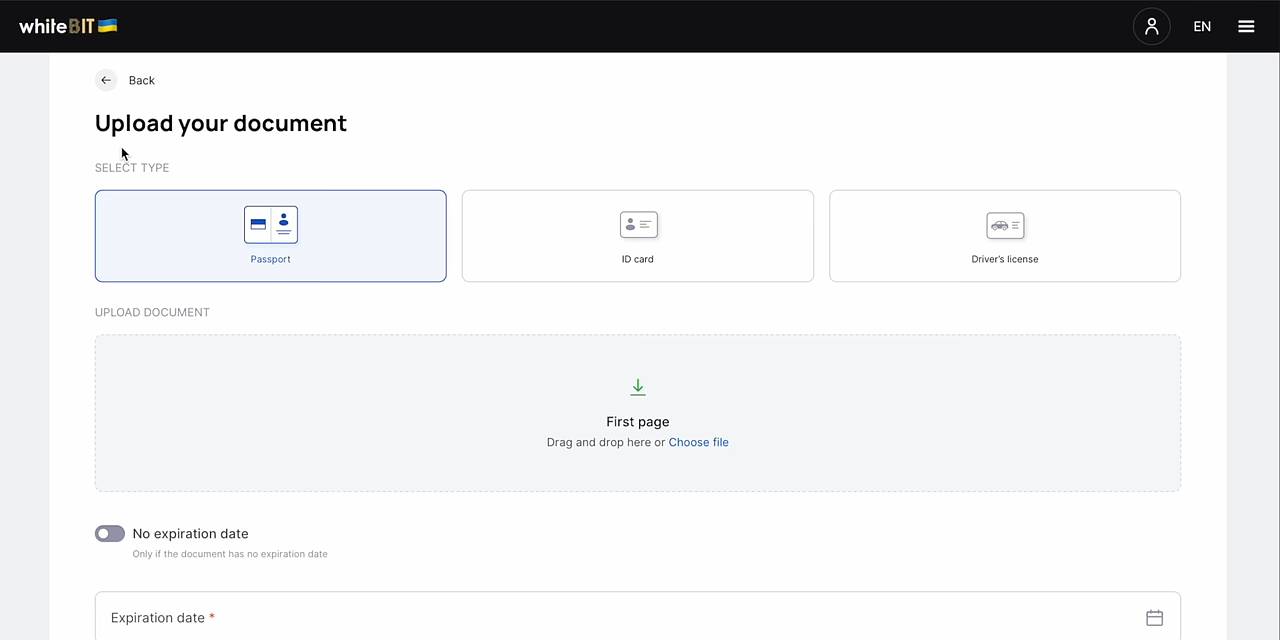 whiteBIT
EN
Back
Upload your document
SELECT TYPE
Passport
ID card
Driver's license
UPLOAD DOCUMENT
First page
Drag and drop here or Choose file
No expiration date
Only if the document has no expiration date
Expiration date *